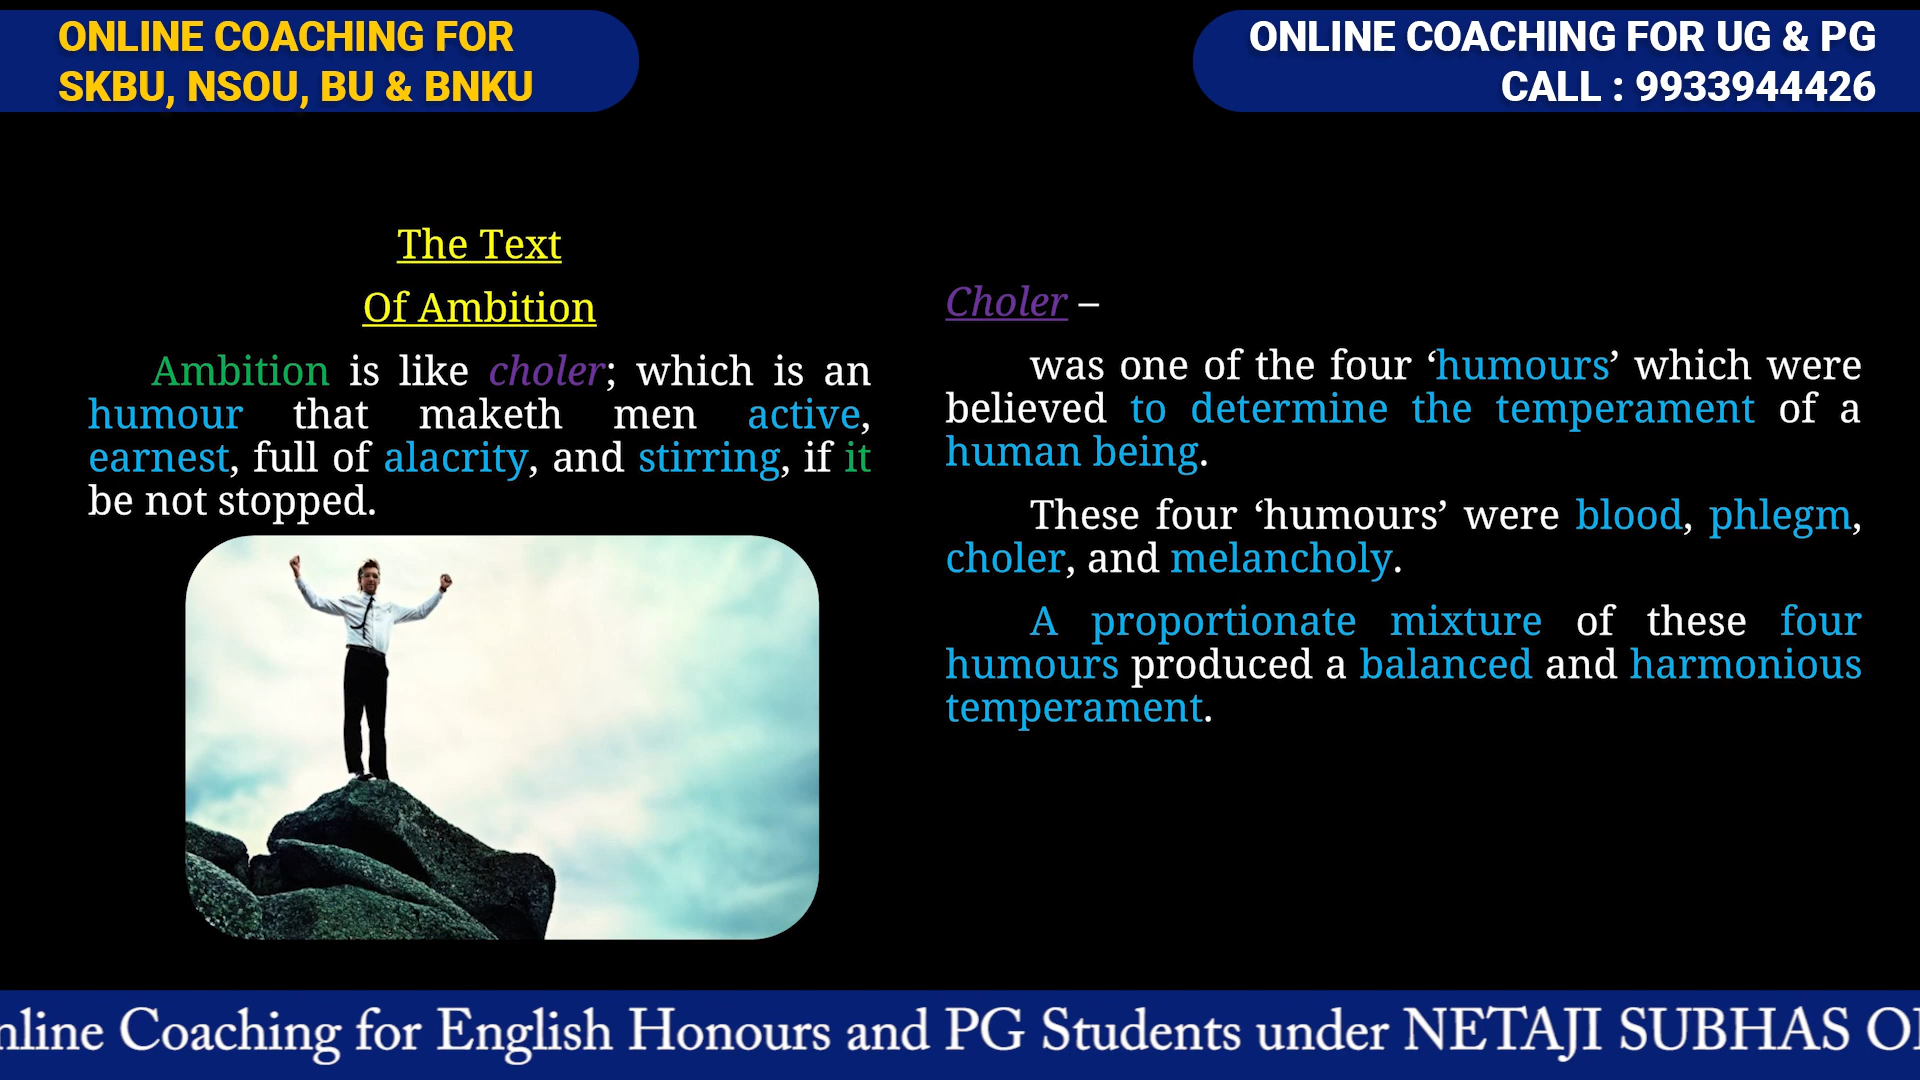 ONLINE COACHING FOR
SKBU, NSOU, BU & BNKU
ONLINE COACHING FOR UG & PG
CALL : 9933944426
The Text
Of Ambition
Ambition is like choler; which is an
humour that maketh men active,
earnest, full of alacrity, and stirring, if it
be not stopped.
Choler –
was one of the four ‘humours’ which were
believed to determine the temperament of a
human being.
These four ‘humours’ were blood, phlegm,
choler, and melancholy.
A proportionate mixture of these four
humours produced a balanced and harmonious
temperament.
nline Coaching for English Honours and PG Students under NETAJI SUBHAS